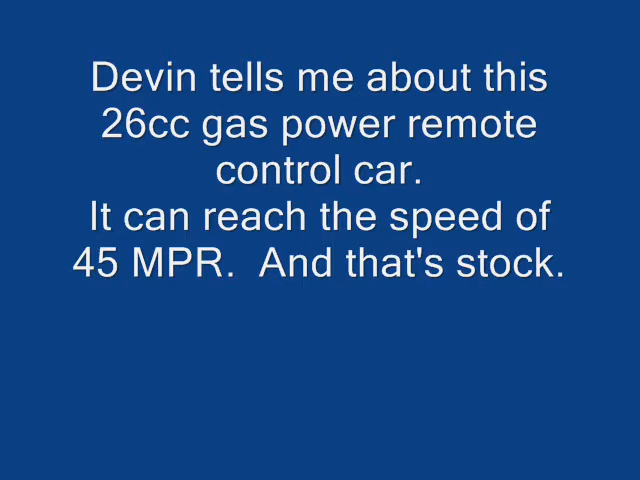 Devin tells me about this
26cc gas power remote
control car.
It can reach the speed of
45 MPR.  And that's stock.